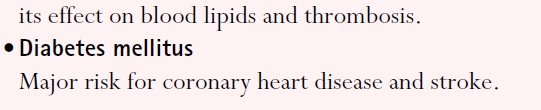 its effect on blood lipids and thrombosis.
• Diabetes mellitus
Major risk for coronary heart disease and stroke.